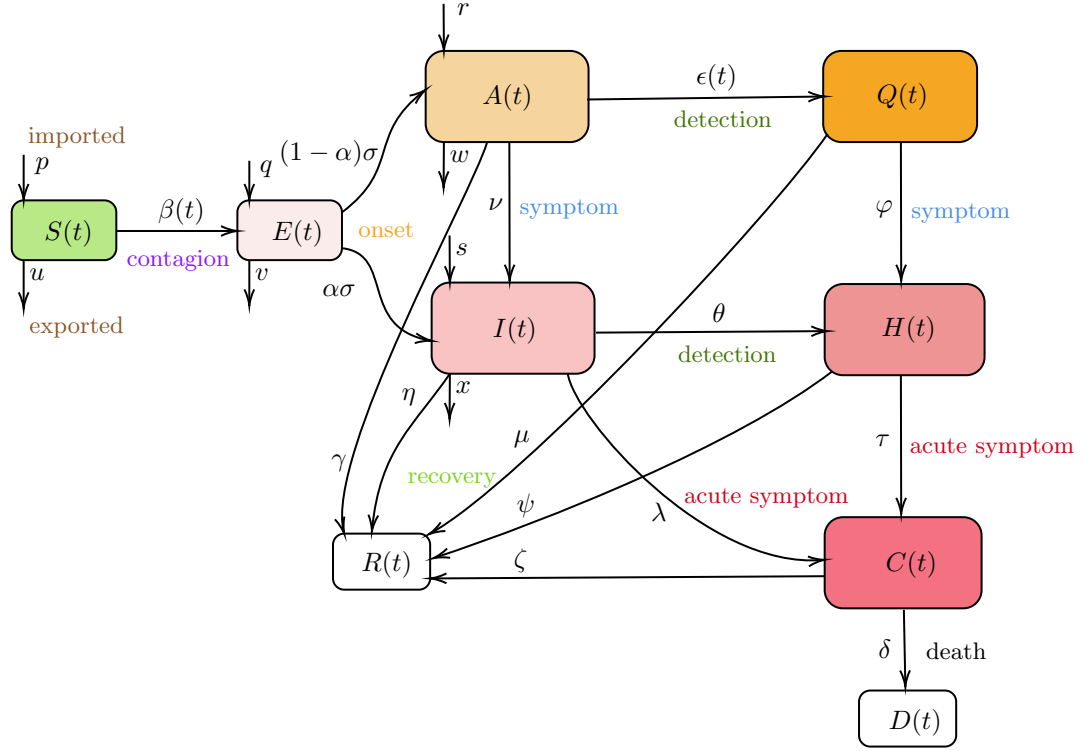 r
A(t)
ϵ(t)
detection
Q(t)
imported
p
q
(1 − α)σ
w
S(t)
β(t)
contagion
E(t)
onset
ν
symptom
φ
symptom
u
exported
v
ασ
s
I(t)
θ
detection
H(t)
η
x
γ
recovery
μ
ψ
λ
acute symptom
τ
acute symptom
R(t)
ζ
C(t)
δ
death
D(t)